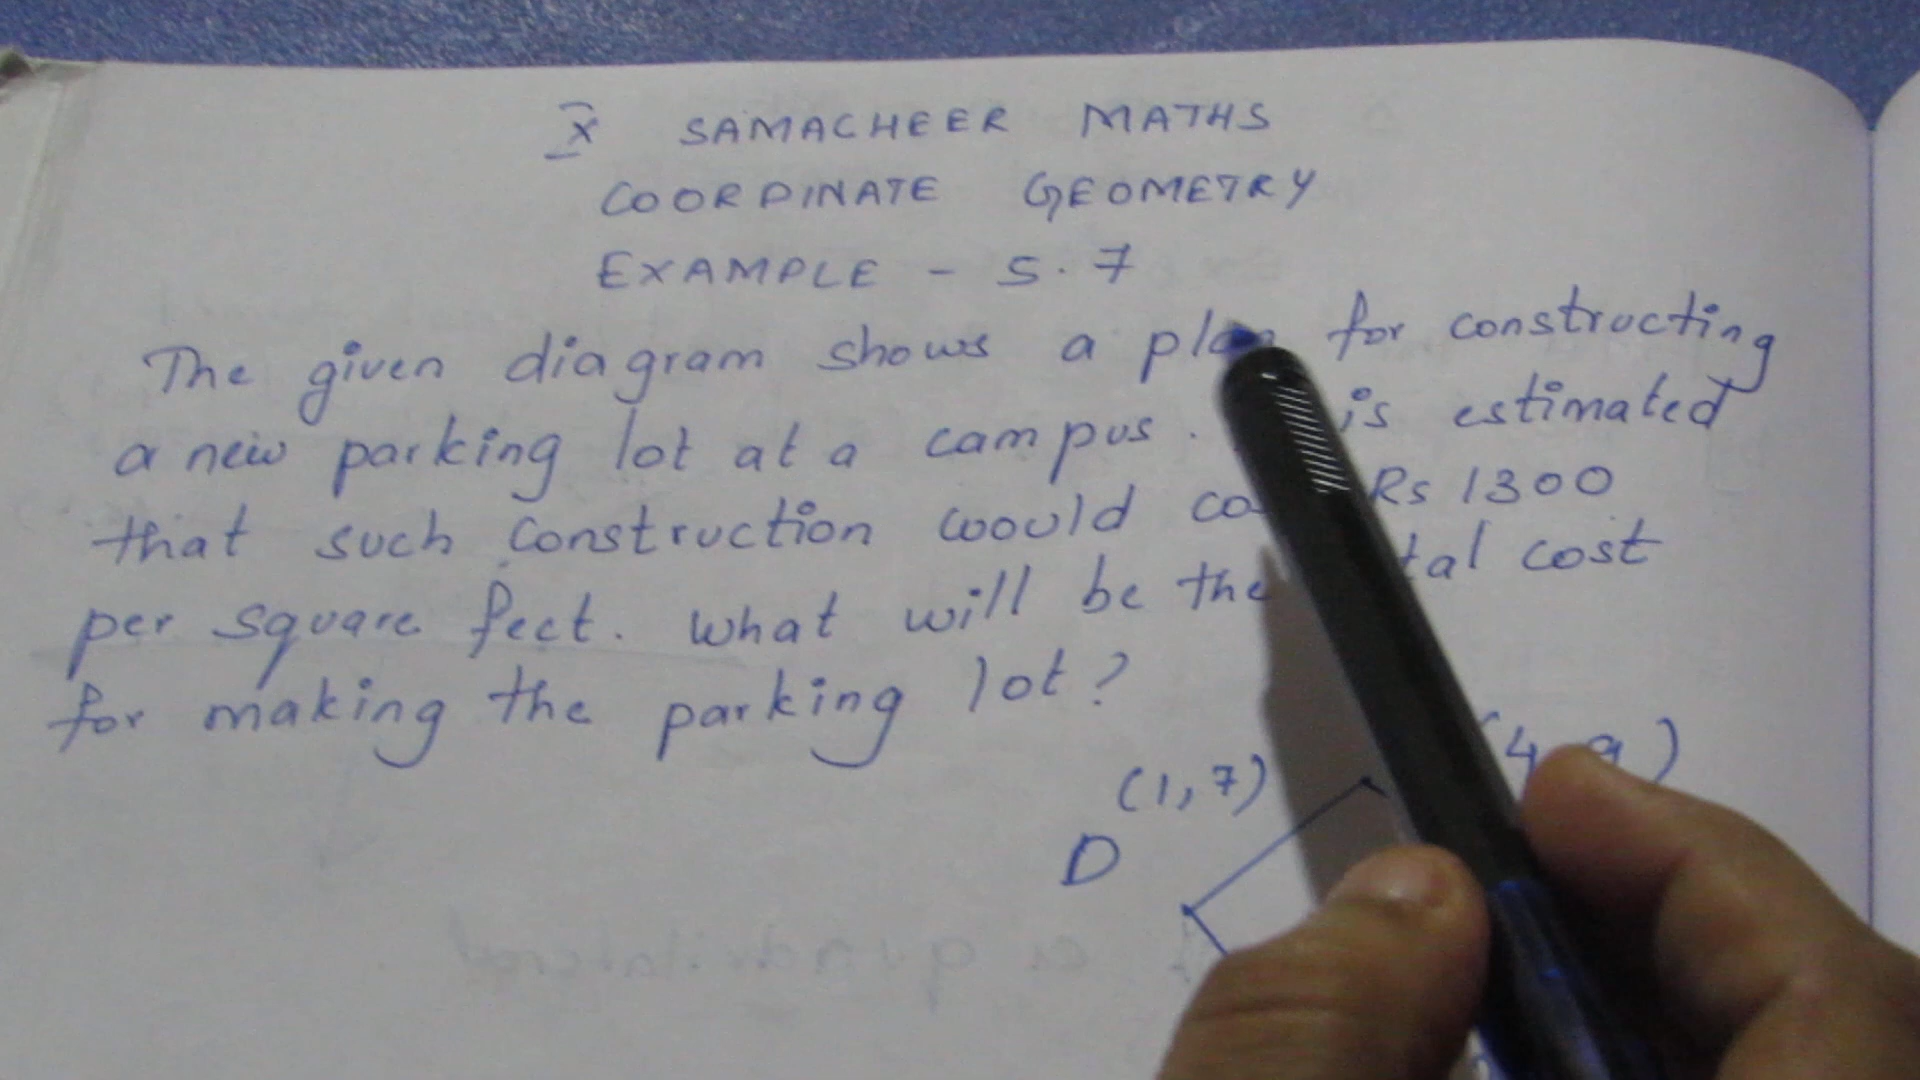 X SAMACHEER MATHS
COORDINATE GEOMETRY
EXAMPLE - 5.7
The given diagram shows a plan for constructing
a new parking lot at a campus. is estimated
that such construction would Rs 1300
per square feet. What will be the cost
for making the parking lot?
(4, 9)
(1, 7)
D